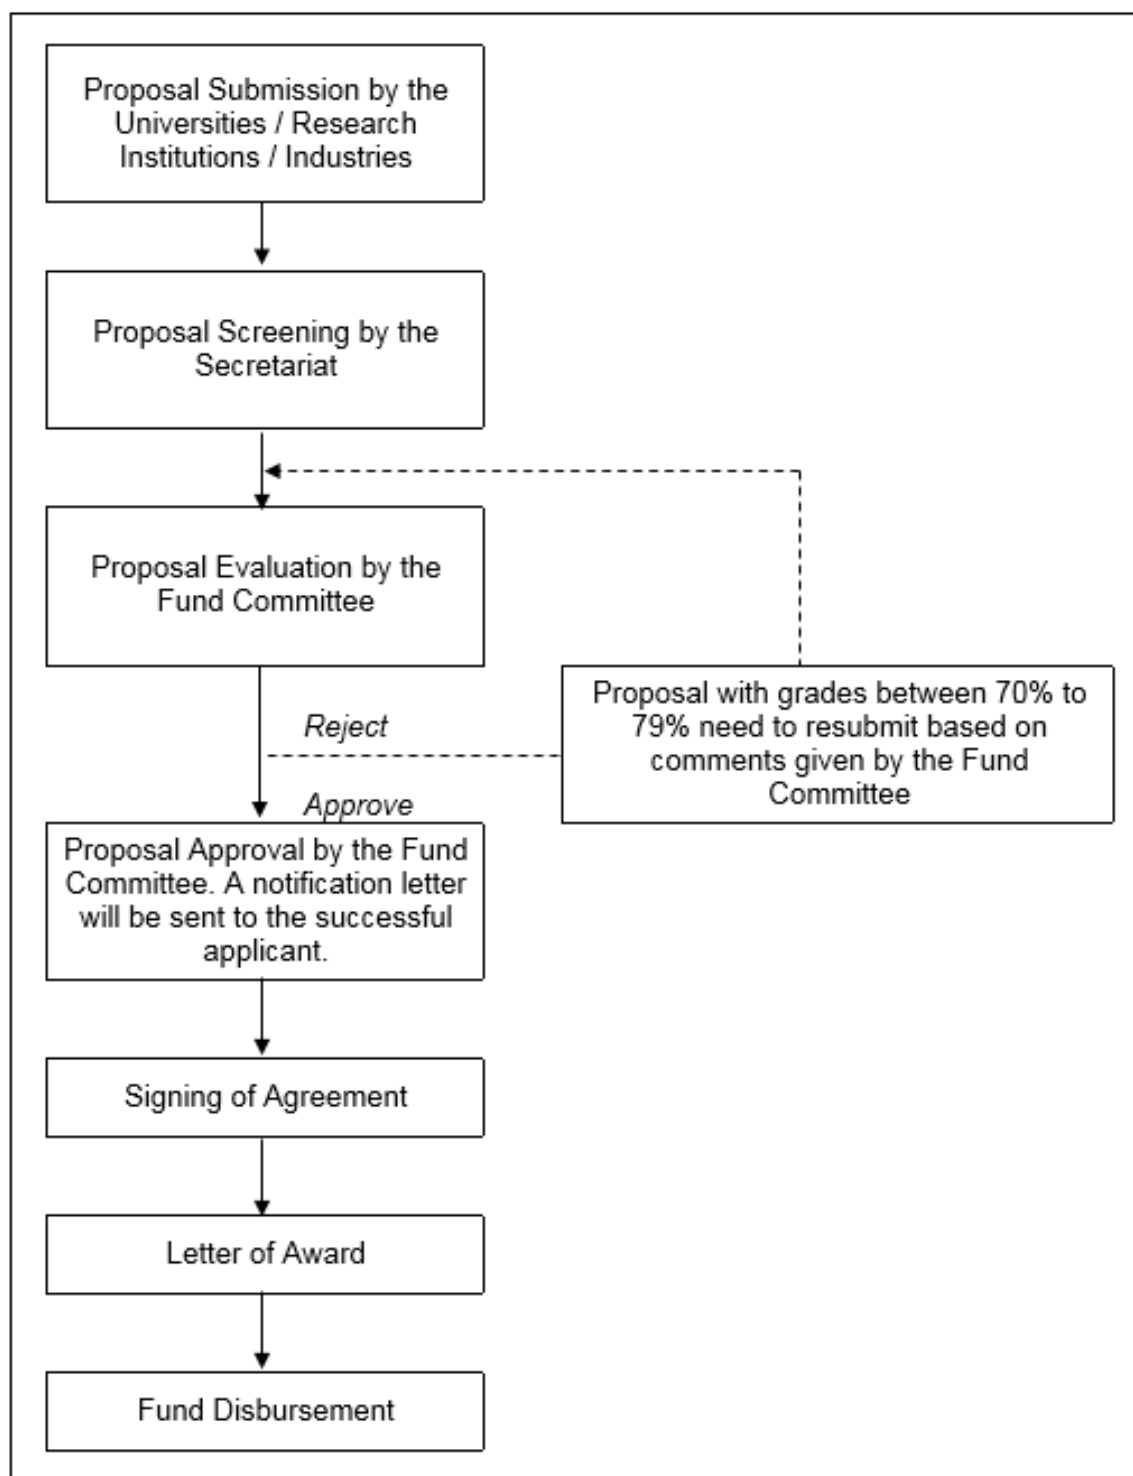 Proposal Submission by the
Universities / Research
Institutions / Industries
Proposal Screening by the
Secretariat
Proposal Evaluation by the
Fund Committee
Reject
Proposal with grades between 70% to
79% need to resubmit based on
comments given by the Fund
Committee
Approve
Proposal Approval by the Fund
Committee. A notification letter
will be sent to the successful
applicant.
Signing of Agreement
Letter of Award
Fund Disbursement